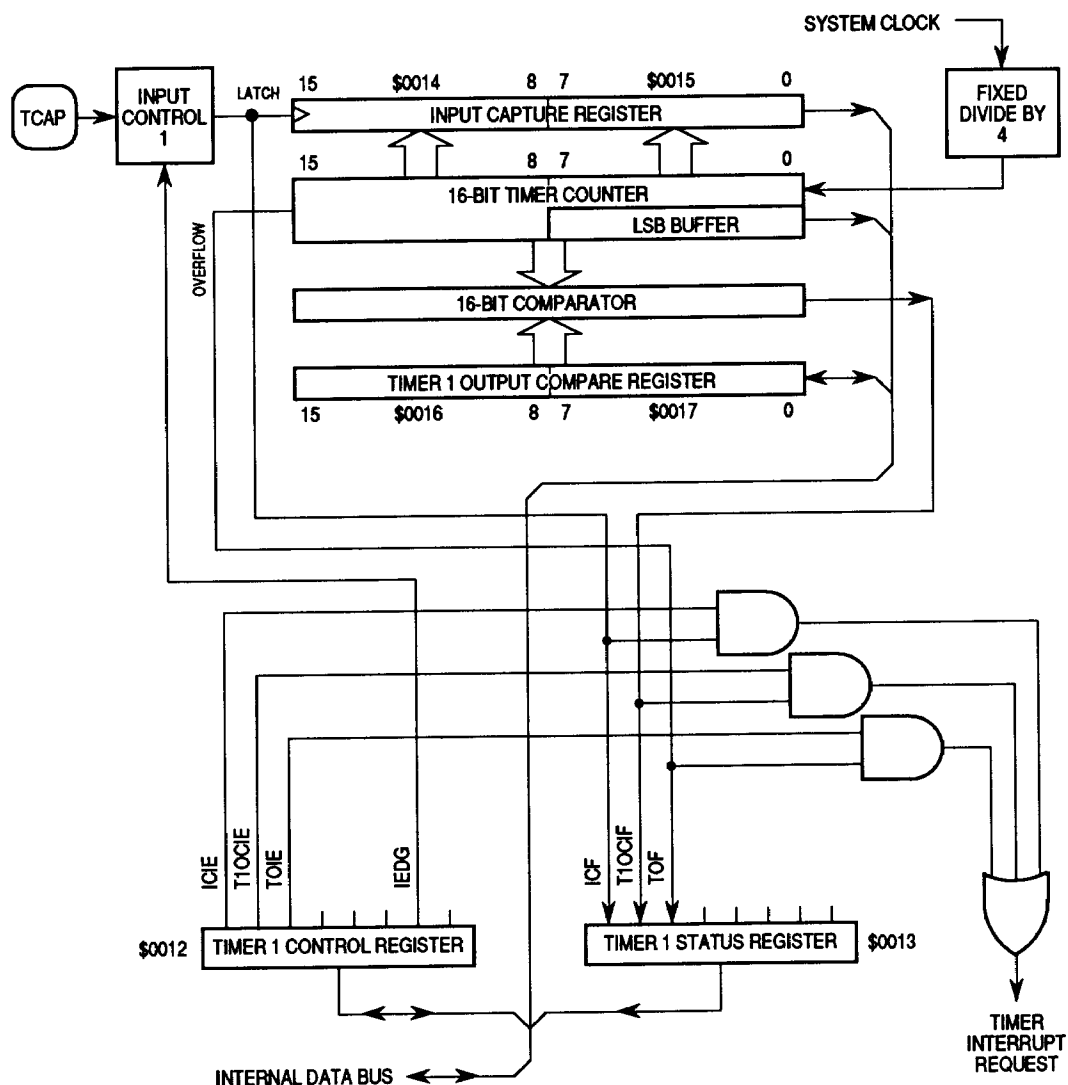 SYSTEM CLOCK
TCAP
INPUT
CONTROL
1
LATCH
15 $0014 8 7 $0015 0
INPUT CAPTURE REGISTER
FIXED
DIVIDE BY
4
15 8 7 0
16-BIT TIMER COUNTER
LSB BUFFER
OVERFLOW
16-BIT COMPARATOR
TIMER 1 OUTPUT COMPARE REGISTER
15 $0016 8 7 $0017 0
ICIE
T1OCIE
TOIE
IEDG
ICF
T1OCIF
TOF
$0012
TIMER 1 CONTROL REGISTER
TIMER 1 STATUS REGISTER
$0013
TIMER
INTERRUPT
REQUEST
INTERNAL DATA BUS